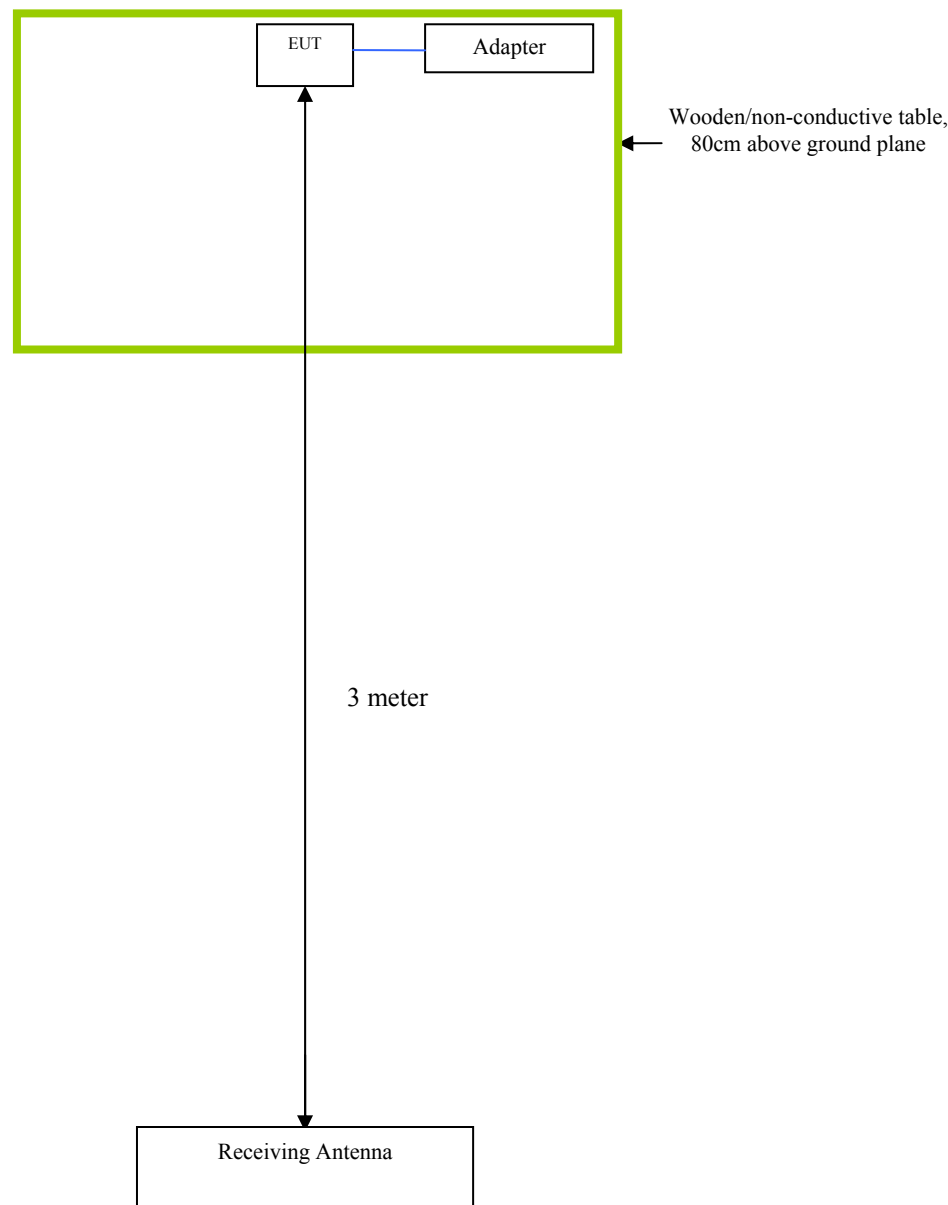 EUT
Adapter
Wooden/non-conductive table,
80cm above ground plane
3 meter
Receiving Antenna